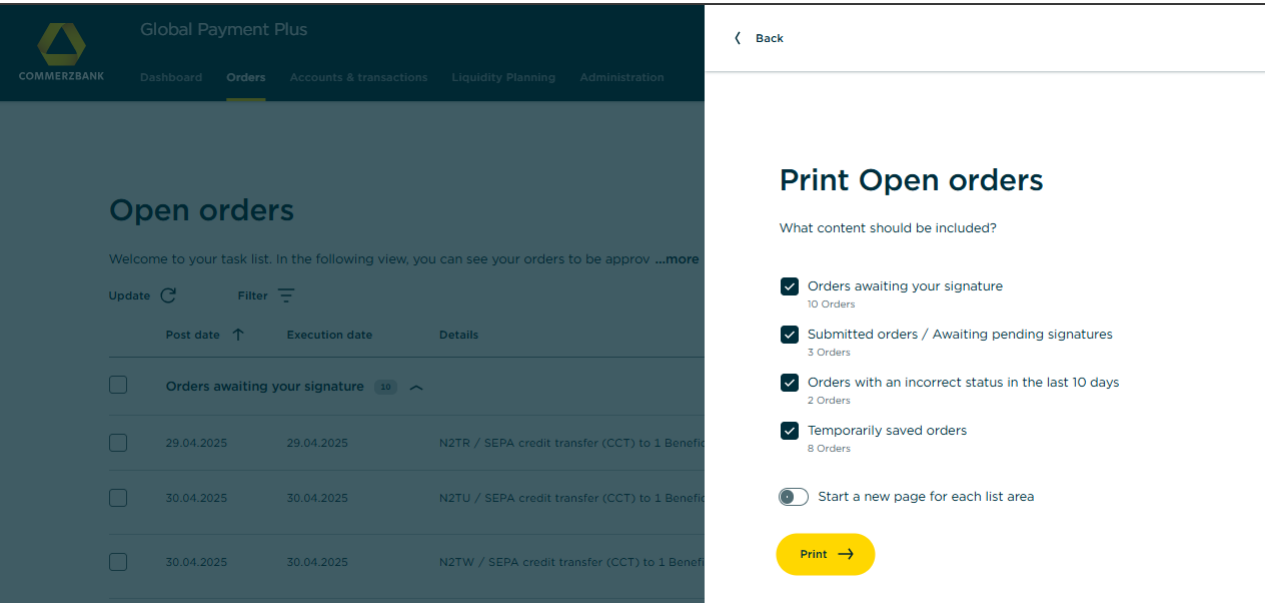 Global Payment Plus
COMMERZBANK
Dashboard Orders Accounts & transactions Liquidity Planning Administration
Open orders
Welcome to your task list. In the following view, you can see your orders to be approv ...more
Update Filter
Post date Execution date Details
Orders awaiting your signature 10
29.04.2025 29.04.2025 N2TR / SEPA credit transfer (CCT) to 1 Benefic
30.04.2025 30.04.2025 N2TU / SEPA credit transfer (CCT) to 1 Benefic
30.04.2025 30.04.2025 N2TW / SEPA credit transfer (CCT) to 1 Benefi
Back
Print Open orders
What content should be included?
Orders awaiting your signature
10 Orders
Submitted orders / Awaiting pending signatures
3 Orders
Orders with an incorrect status in the last 10 days
2 Orders
Temporarily saved orders
8 Orders
Start a new page for each list area
Print